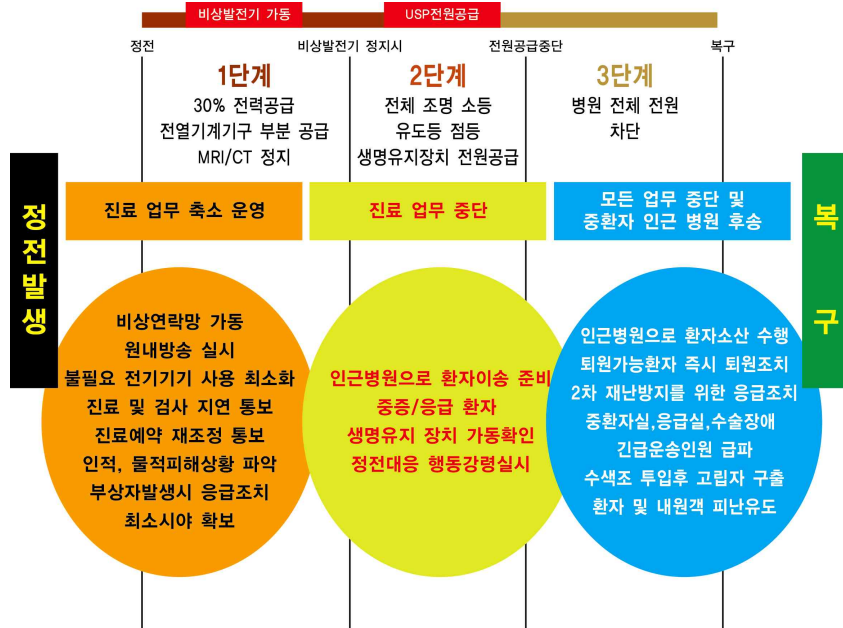 비상발전기 가동
USP전원공급
정전
비상발전기 정지시
전원공급중단
복구
1단계
30% 전력공급
전열기계기구 부분 공급
MRI/CT 정지
2단계
전체 조명 소등
유도등 점등
생명유지장치 전원공급
3단계
병원 전체 전원
차단
정전발생
진료 업무 축소 운영
진료 업무 중단
모든 업무 중단 및
중환자 인근 병원 후송
복구
비상연락망 가동
원내방송 실시
불필요 전기기기 사용 최소화
진료 및 검사 지연 통보
진료예약 재조정 통보
인적, 물적피해상황 파악
부상자발생시 응급조치
최소시야 확보
인근병원으로 환자이송 준비
중증/응급 환자
생명유지 장치 가동확인
정전대응 행동강령실시
인근병원으로 환자소산 수행
퇴원가능환자 즉시 퇴원조치
2차 재난방지를 위한 응급조치
중환자실,응급실,수술장애
긴급운송인원 급파
수색조 투입후 고립자 구출
환자 및 내원객 피난유도